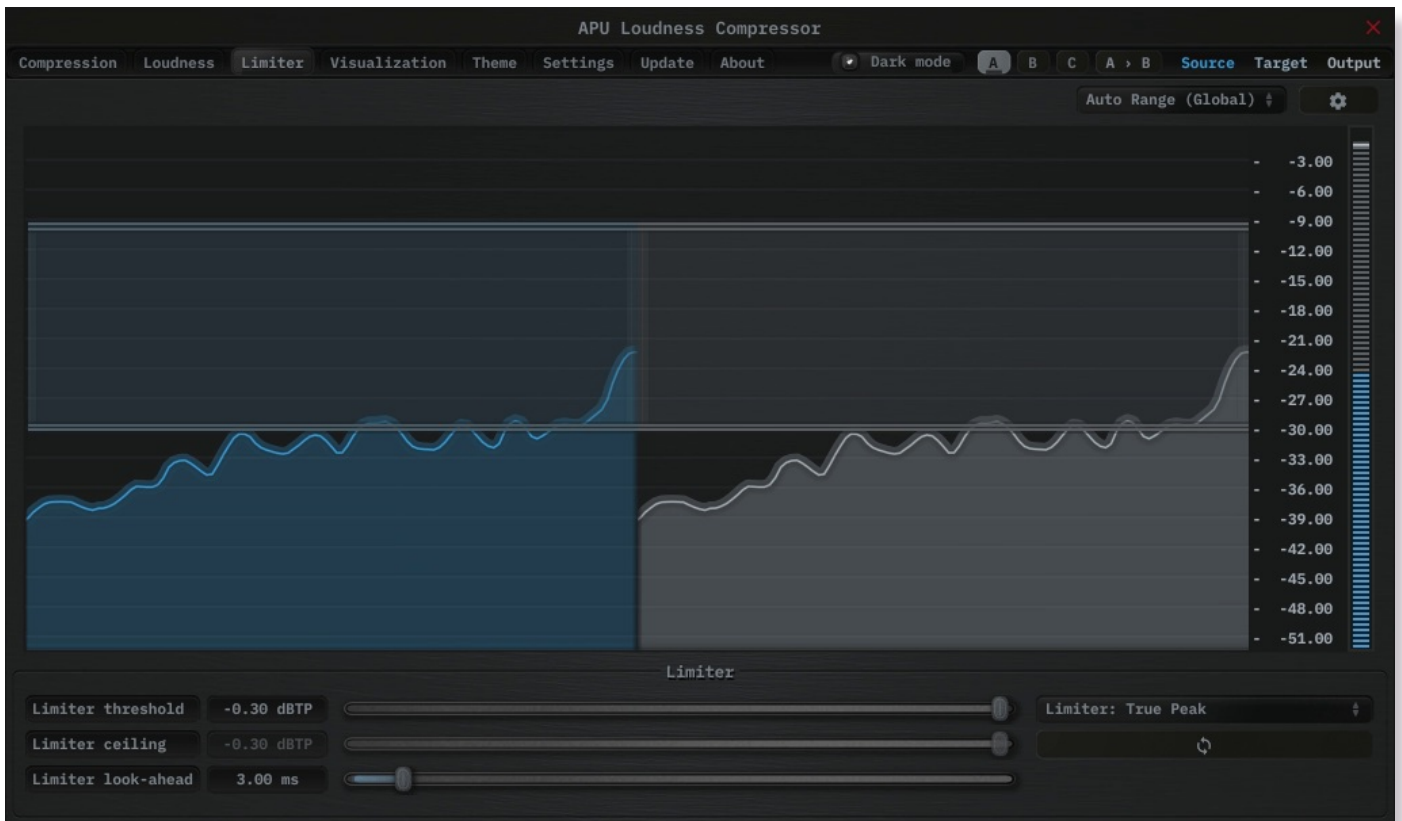 APU Loudness Compressor
Compression Loudness Limiter Visualization Theme Settings Update About Dark mode A B C A › B Source Target Output
Auto Range (Global)
- -3.00
- -6.00
- -9.00
- -12.00
- -15.00
- -18.00
- -21.00
- -24.00
- -27.00
- -30.00
- -33.00
- -36.00
- -39.00
- -42.00
- -45.00
- -48.00
- -51.00
Limiter
Limiter threshold -0.30 dBTP Limiter: True Peak
Limiter ceiling -0.30 dBTP
Limiter look-ahead 3.00 ms